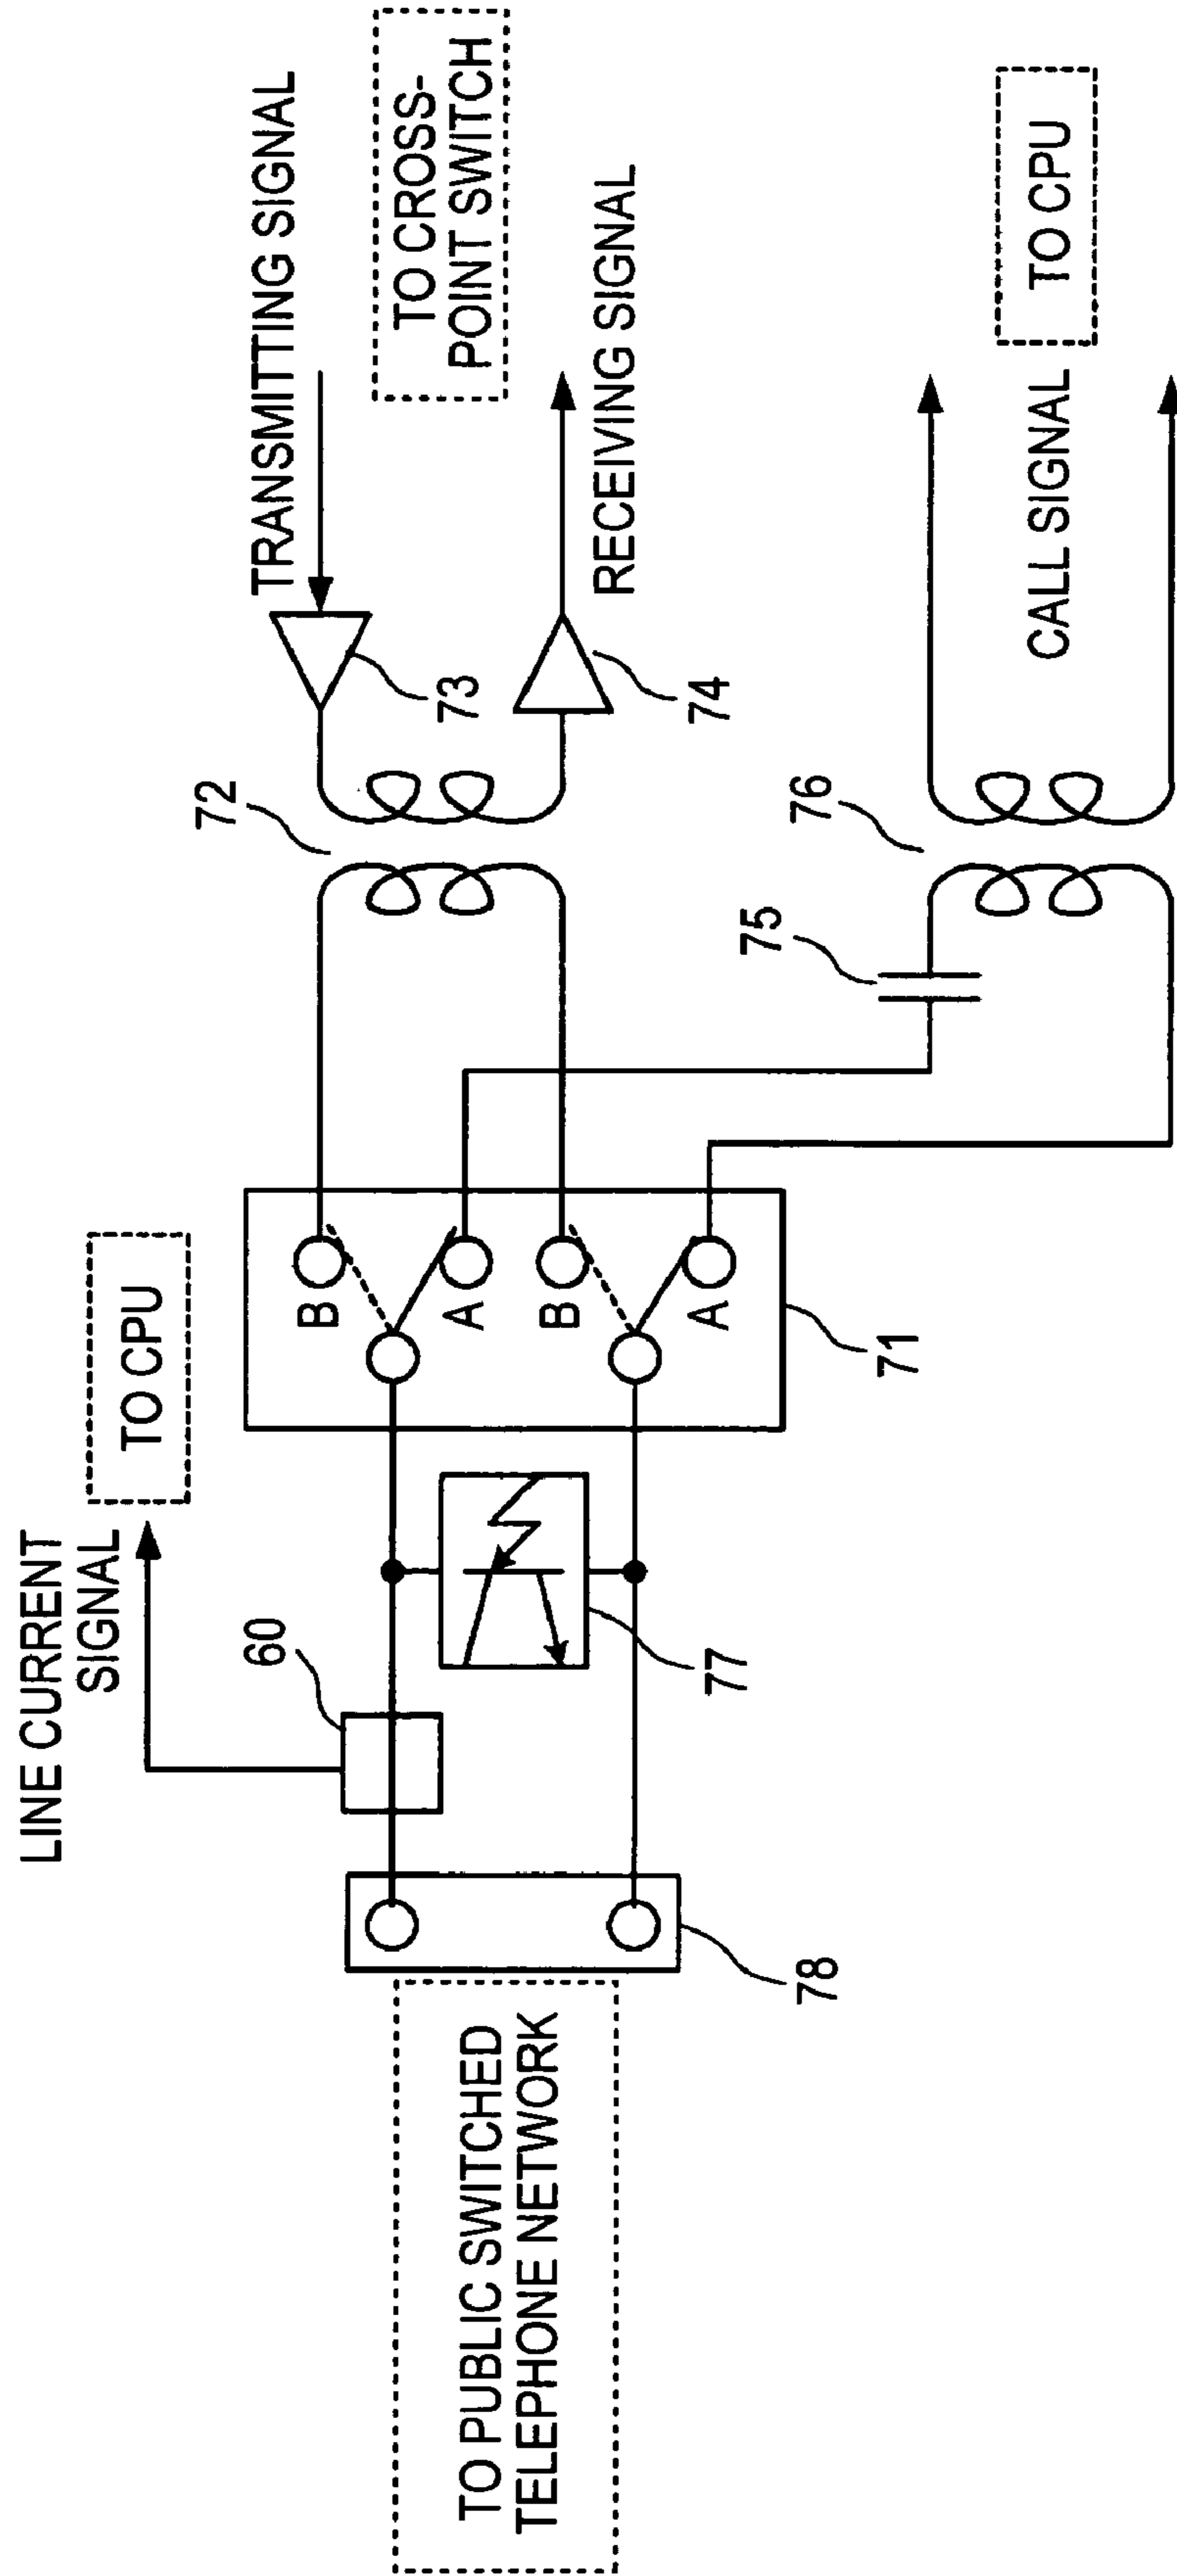 LINE CURRENT
SIGNAL
TO CPU
60
TO PUBLIC SWITCHED
TELEPHONE NETWORK
78
77
71
B
A
B
A
72
73
74
TRANSMITTING SIGNAL
TO CROSS-
POINT SWITCH
RECEIVING SIGNAL
75
76
CALL SIGNAL
TO CPU